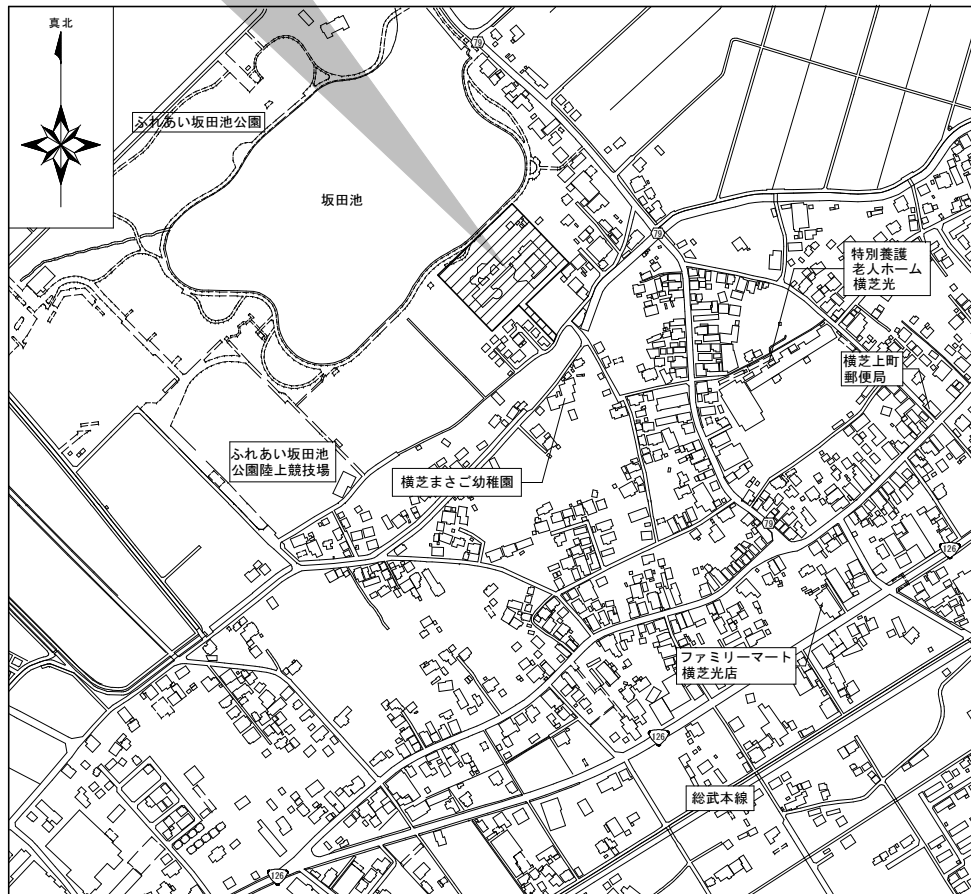 真北
79
ふれあい坂田池公園
坂田池
79
特別養護
老人ホーム
横芝光
横芝上町
郵便局
ふれあい坂田池
公園陸上競技場
横芝まさご幼稚園
79
126
ファミリーマート
横芝光店
126
総武本線
126